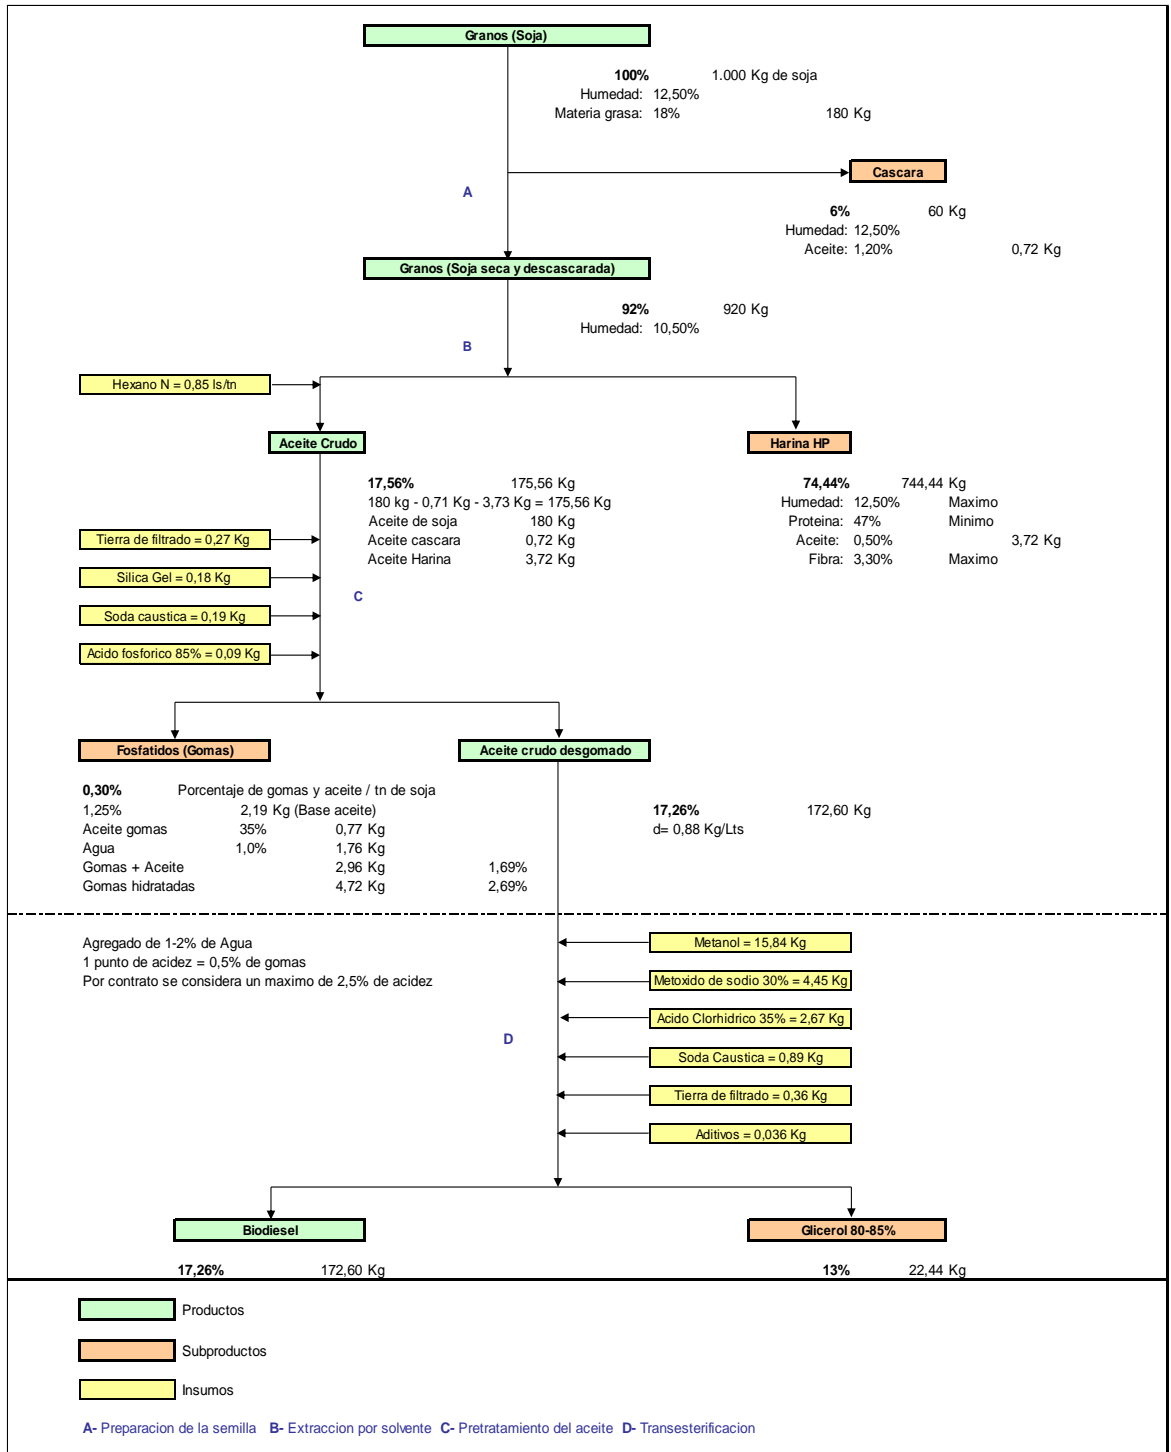 Granos (Soja)
100% 1.000 Kg de soja
Humedad: 12,50%
Materia grasa: 18% 180 Kg
Cascara
A
6% 60 Kg
Humedad: 12,50%
Aceite: 1,20% 0,72 Kg
Granos (Soja seca y descascarada)
92% 920 Kg
Humedad: 10,50%
B
Hexano N = 0,85 ls/tn
Aceite Crudo
Harina HP
17,56% 175,56 Kg
180 kg - 0,71 Kg - 3,73 Kg = 175,56 Kg
Aceite de soja 180 Kg
Aceite cascara 0,72 Kg
Aceite Harina 3,72 Kg
74,44% 744,44 Kg
Humedad: 12,50% Maximo
Proteina: 47% Minimo
Aceite: 0,50% 3,72 Kg
Fibra: 3,30% Maximo
Tierra de filtrado = 0,27 Kg
Silica Gel = 0,18 Kg
C
Soda caustica = 0,19 Kg
Acido fosforico 85% = 0,09 Kg
Fosfatidos (Gomas)
Aceite crudo desgomado
0,30% Porcentaje de gomas y aceite / tn de soja
1,25% 2,19 Kg (Base aceite)
Aceite gomas 35% 0,77 Kg
Agua 1,0% 1,76 Kg
Gomas + Aceite 2,96 Kg 1,69%
Gomas hidratadas 4,72 Kg 2,69%
17,26% 172,60 Kg
d= 0,88 Kg/Lts
Agregado de 1-2% de Agua
1 punto de acidez = 0,5% de gomas
Por contrato se considera un maximo de 2,5% de acidez
Metanol = 15,84 Kg
Metoxido de sodio 30% = 4,45 Kg
Acido Clorhidrico 35% = 2,67 Kg
D
Soda Caustica = 0,89 Kg
Tierra de filtrado = 0,36 Kg
Aditivos = 0,036 Kg
Biodiesel
Glicerol 80-85%
17,26% 172,60 Kg
13% 22,44 Kg
Productos
Subproductos
Insumos
A- Preparacion de la semilla B- Extraccion por solvente C- Pretratamiento del aceite D- Transesterificacion